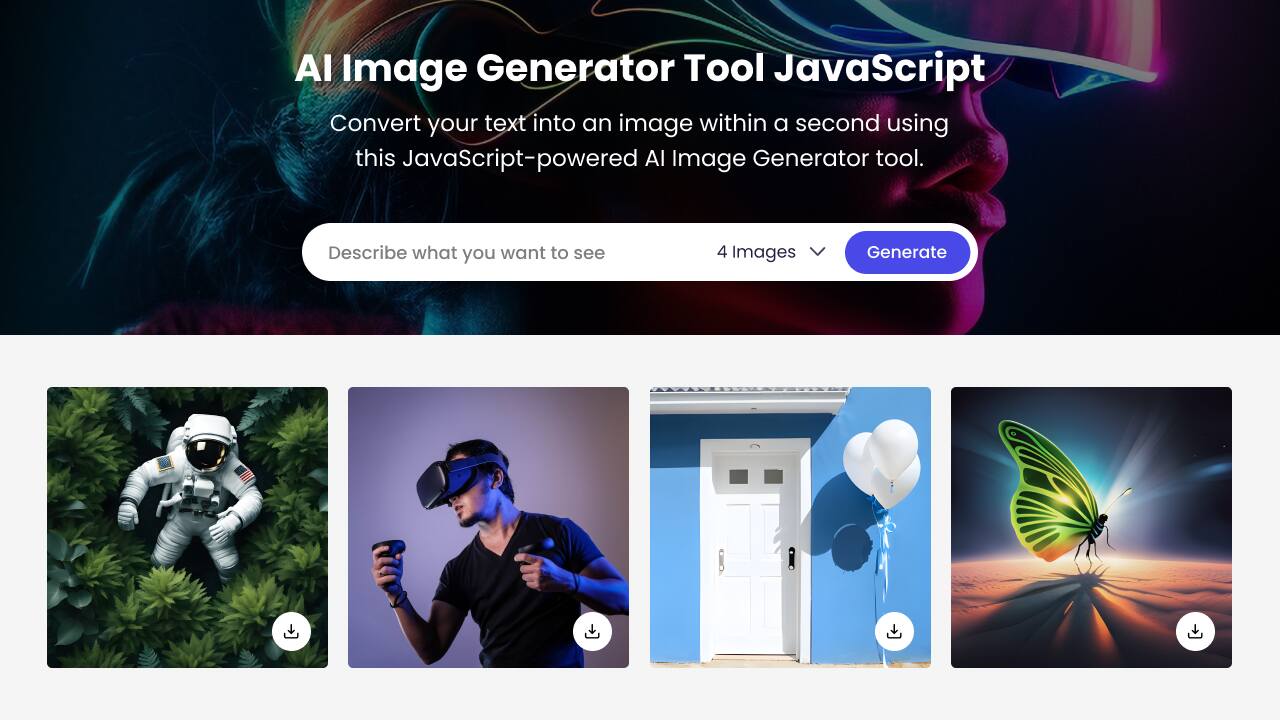 AI Image Generator Tool JavaScript
Convert your text into an image within a second using
this JavaScript-powered AI Image Generator tool.
Describe what you want to see
4 Images
Generate